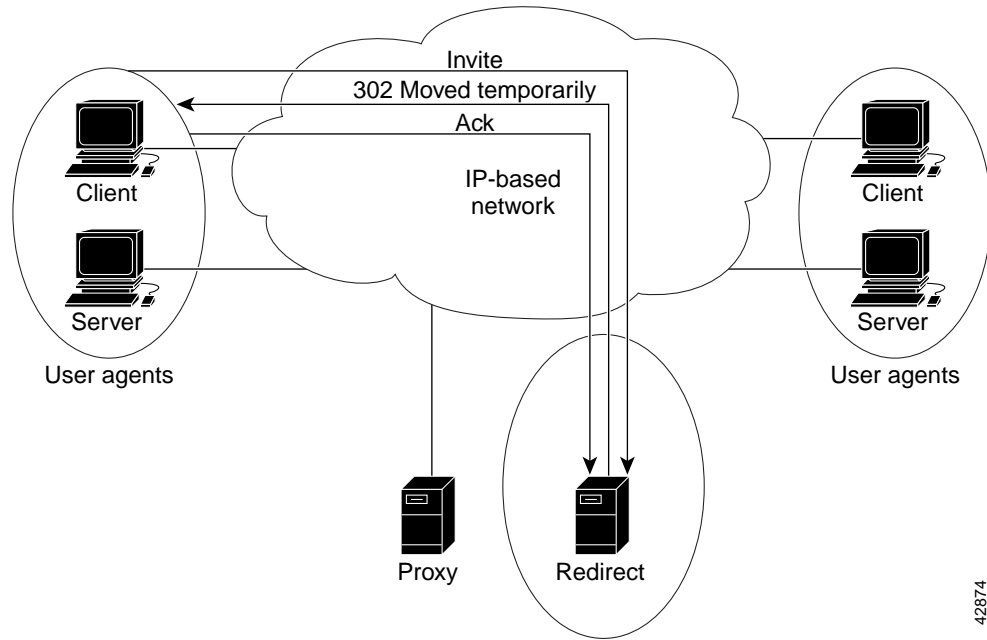 Invite
302 Moved temporarily
Ack
IP-based
network
Client
Server
User agents
Client
Server
User agents
Proxy
Redirect
42874